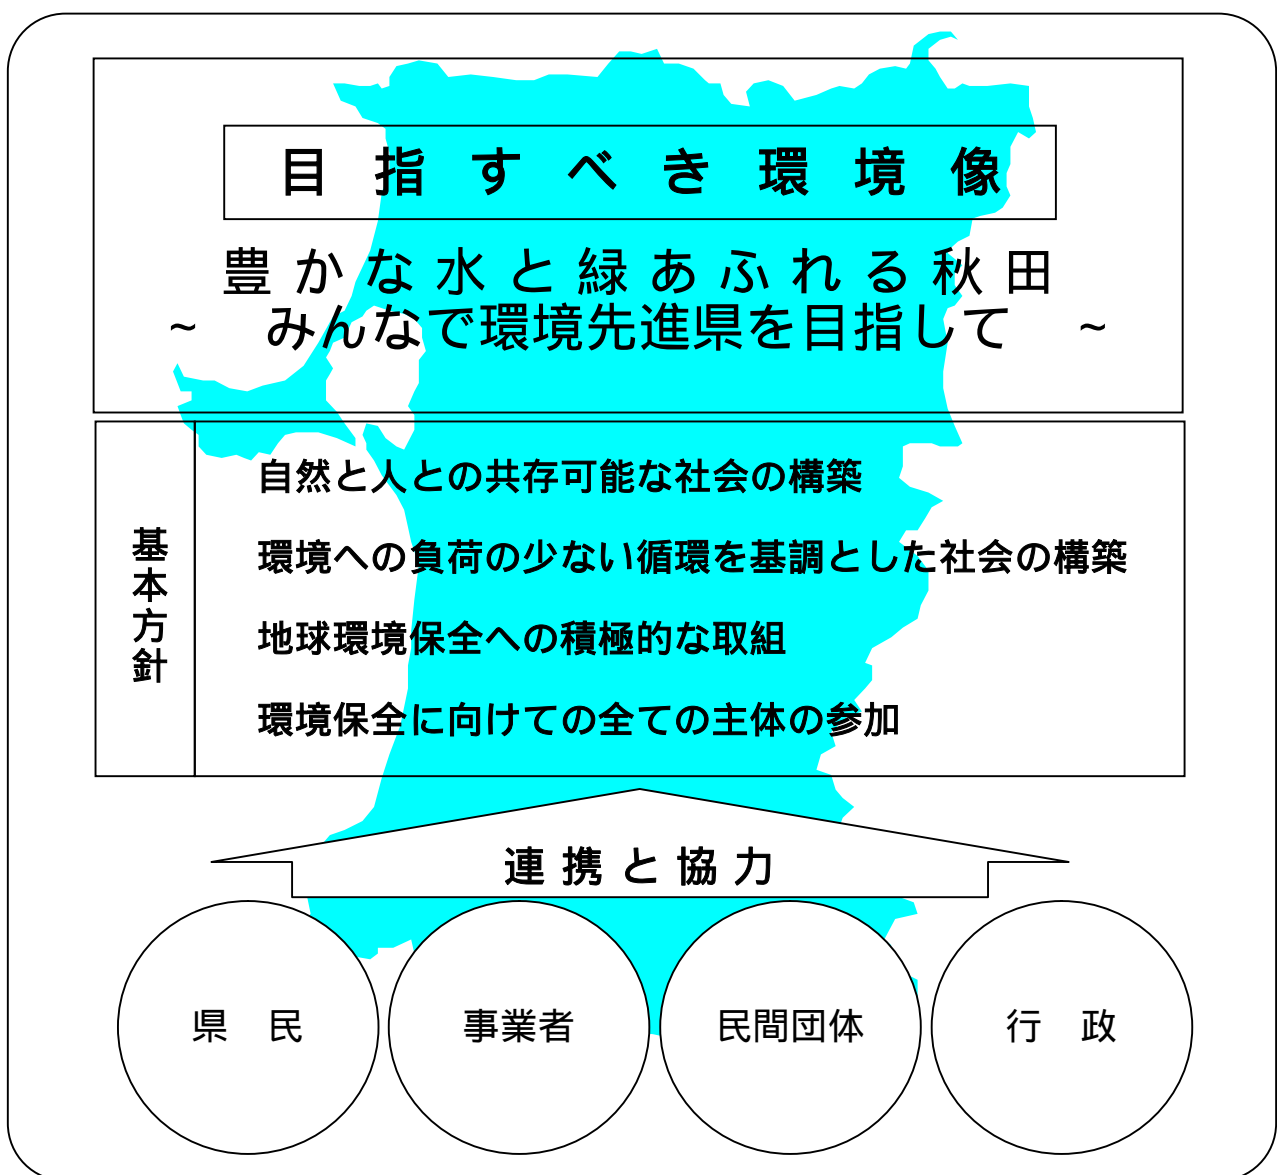 目指すべき環境像
豊かな水と緑あふれる秋田
～　みんなで環境先進県を目指して　～
基本方針
自然と人との共存可能な社会の構築
環境への負荷の少ない循環を基調とした社会の構築
地球環境保全への積極的な取組
環境保全に向けての全ての主体の参加
連携と協力
県　民
事業者
民間団体
行　政